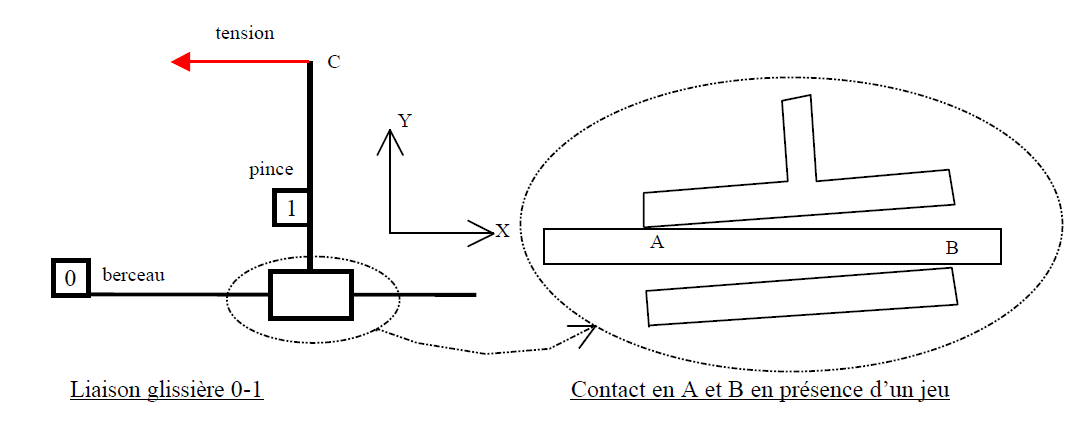 tension
C
Y
pince
1
X
A
B
0
berceau
Liaison glissière 0-1
Contact en A et B en présence d'un jeu